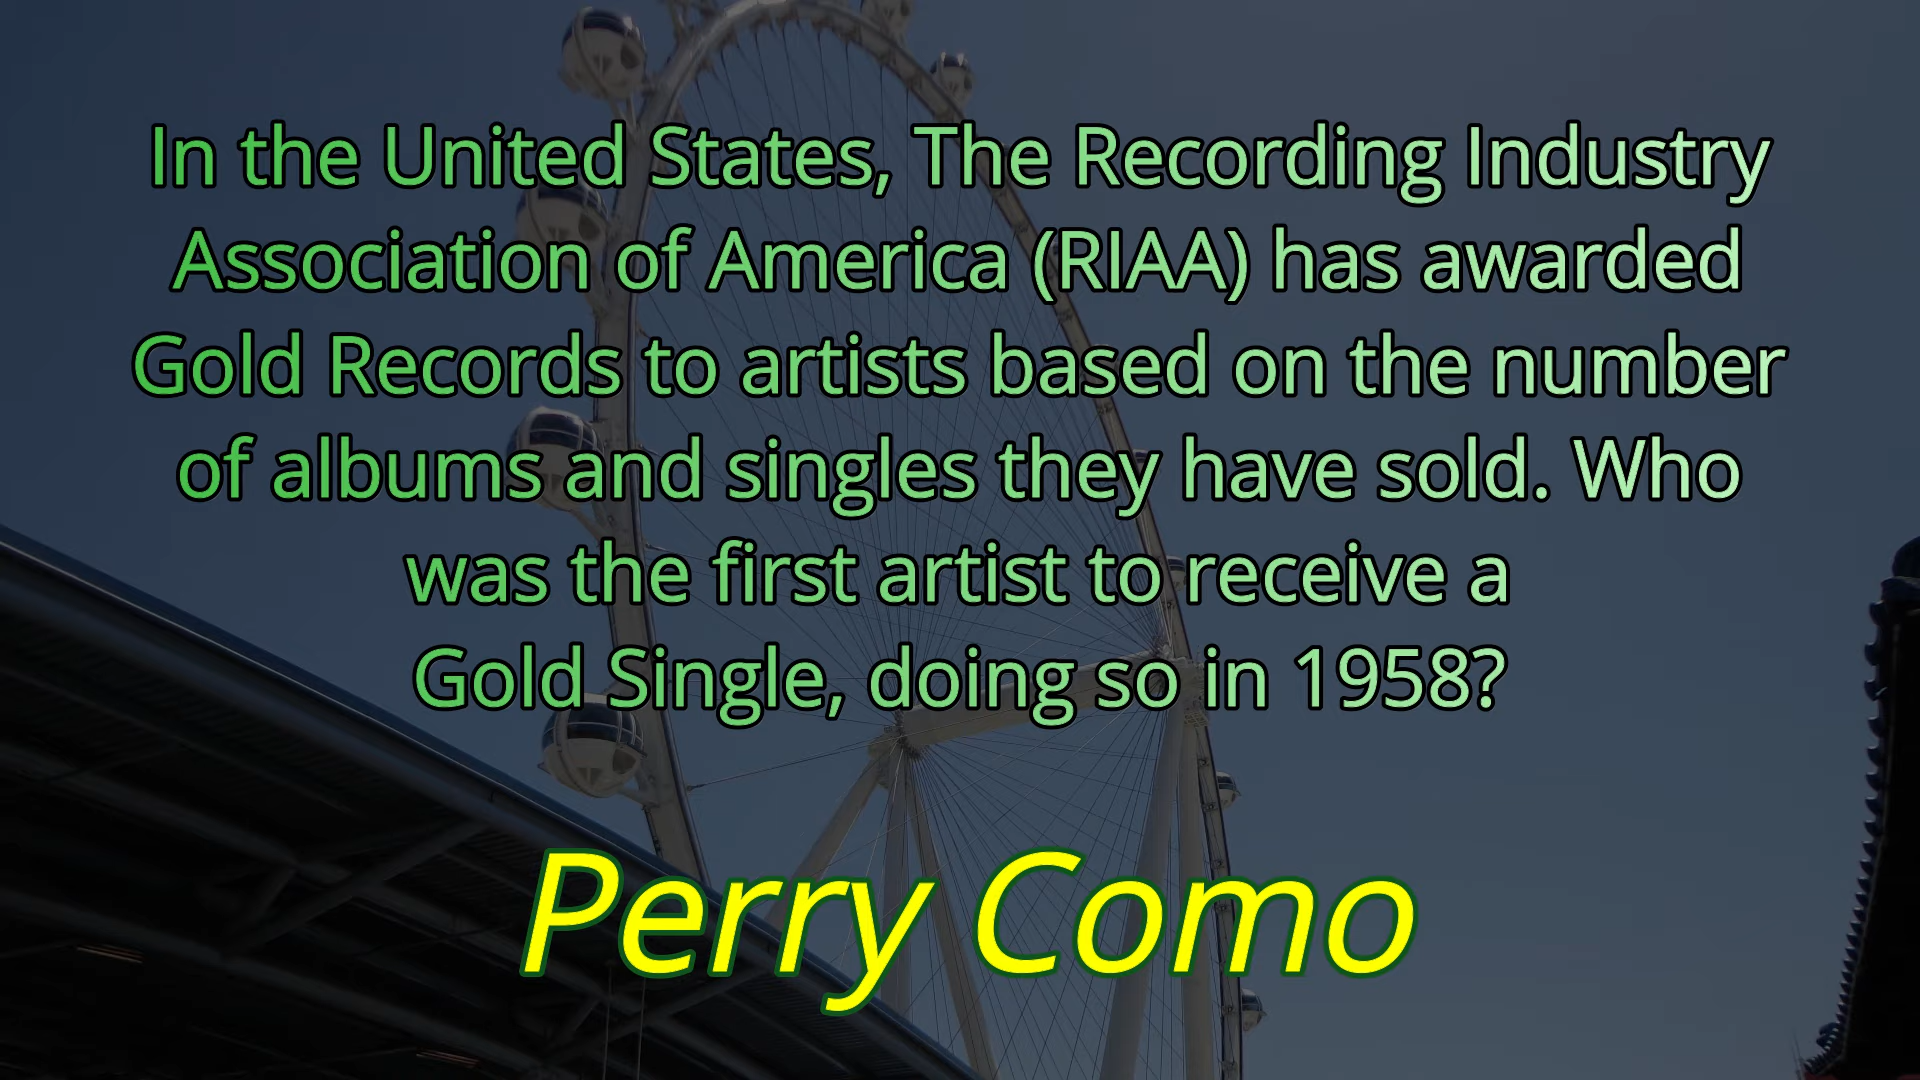 In the United States, The Recording Industry
Association of America (RIAA) has awarded
Gold Records to artists based on the number
of albums and singles they have sold. Who
was the first artist to receive a
Gold Single, doing so in 1958?
Perry Como